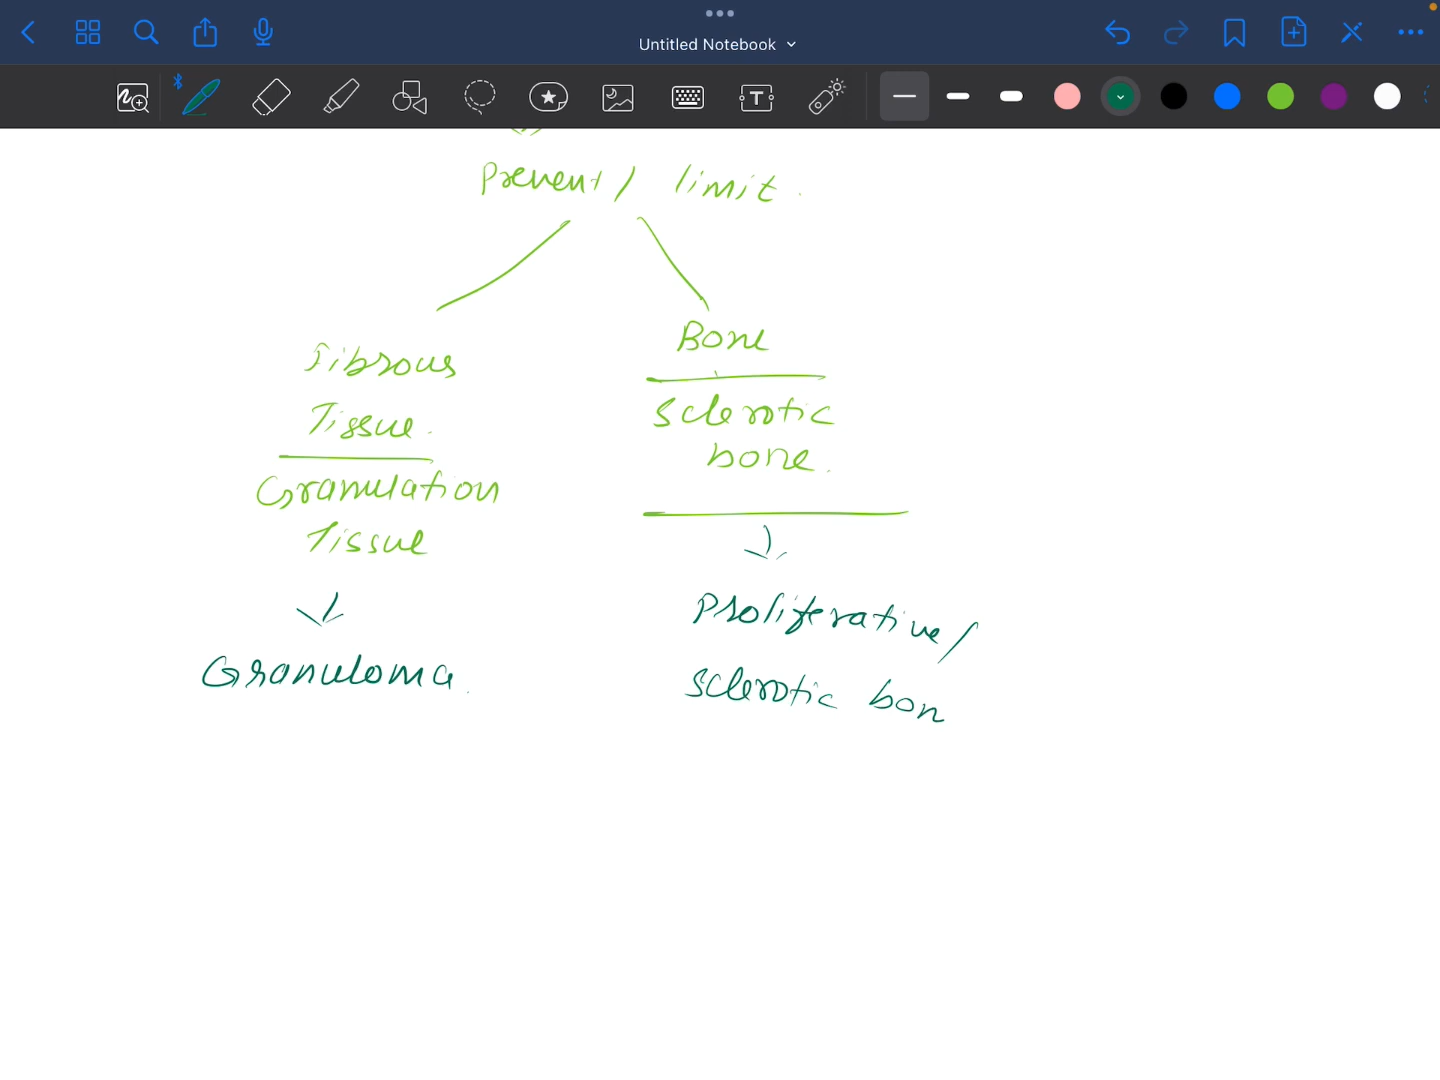 Untitled Notebook
Prevent/ limit.
Fibrous
Tissue.
Granulation
Tissue
Granuloma.
Bone
Sclerotic
bone.
Proliferative/
Sclerotic bon